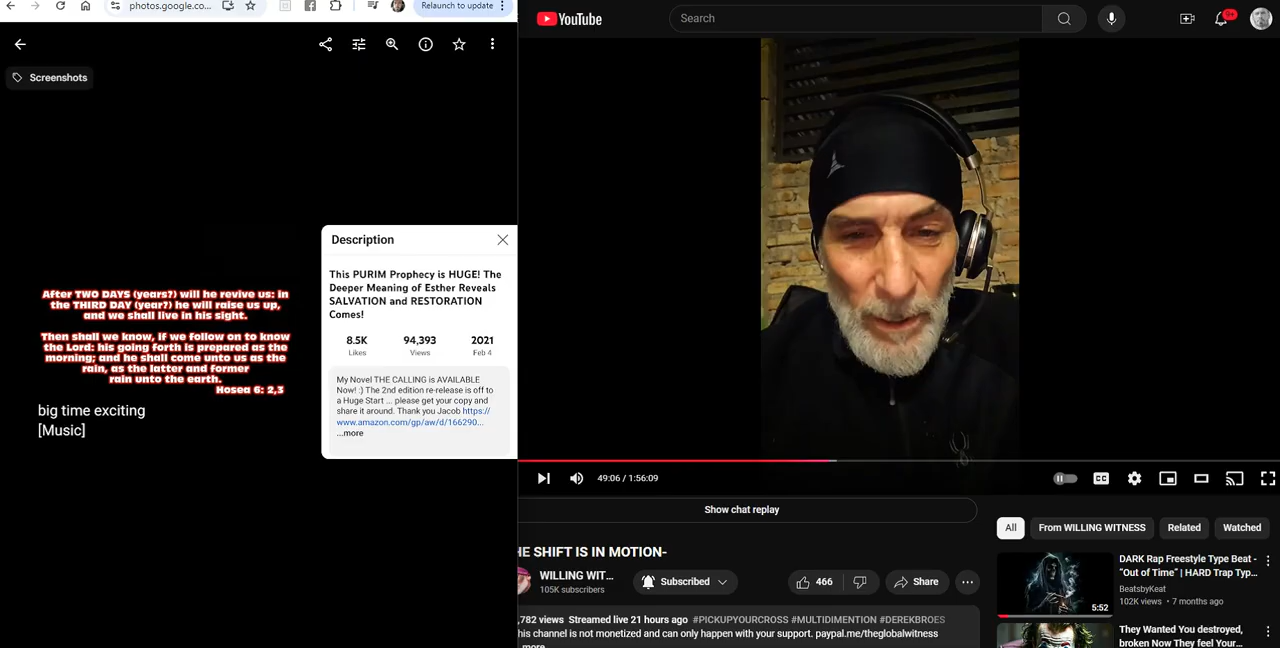 photos.google.co...
Relaunch to update
Screenshots
After TWO DAYS (years?) will he revive us: in
the THIRD DAY (year?) he will raise us up,
and we shall live in his sight.
Then shall we know, if we follow on to know
the Lord: his going forth is prepared as the
morning; and he shall come unto us as the
rain, as the latter and former
rain unto the earth.
Hosea 6: 2,3
big time exciting
[Music]
Description
This PURIM Prophecy is HUGE! The
Deeper Meaning of Esther Reveals
SALVATION and RESTORATION
Comes!
8.5K 94,393 2021
Likes Views Feb 4
My Novel THE CALLING is AVAILABLE
Now! :) The 2nd edition re-release is off to
a Huge Start ... please get your copy and
share it around. Thank you Jacob https://
www.amazon.com/gp/aw/d/166290...
...more
YouTube
Search
9+
49:06 / 1:56:09
CC
Show chat replay
HE SHIFT IS IN MOTION-
WILLING WIT...
105K subscribers
Subscribed
466
Share
,782 views Streamed live 21 hours ago #PICKUPYOURCROSS #MULTIDIMENTION #DEREKBROES
his channel is not monetized and can only happen with your support. paypal.me/theglobalwitness
more
All
From WILLING WITNESS
Related
Watched
5:52
DARK Rap Freestyle Type Beat -
"Out of Time" | HARD Trap Typ...
BeatsbyKeat
102K views • 7 months ago
They Wanted You destroyed,
broken Now They feel Your...